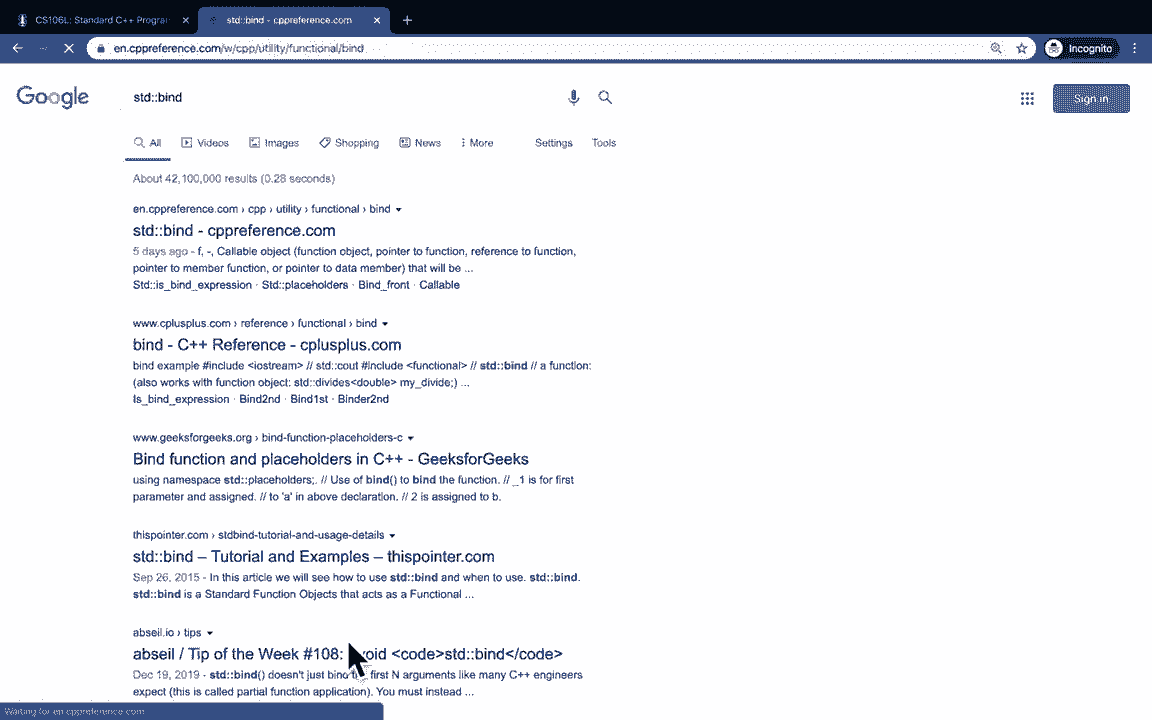 CS106L: Standard C++ Progra
std::bind - cppreference.com
en.cppreference.com/w/cpp/utility/functional/bind
Incognito
Google
std::bind
Sign in
All
Videos
Images
Shopping
News
More
Settings
Tools
About 42,100,000 results (0.28 seconds)
en.cppreference.com › cpp › utility › functional › bind
std::bind - cppreference.com
5 days ago - f, -, Callable object (function object, pointer to function, reference to function,
pointer to member function, or pointer to data member) that will be ...
Std::is_bind_expression · Std::placeholders · Bind_front · Callable
www.cplusplus.com › reference › functional › bind
bind - C++ Reference - cplusplus.com
bind example #include <iostream> // std::cout #include <functional> // std::bind // a function:
(also works with function object: std::divides<double> my_divide;) ...
Is_bind_expression · Bind2nd · Bind1st · Binder2nd
www.geeksforgeeks.org › bind-function-placeholders-c
Bind function and placeholders in C++ - GeeksforGeeks
using namespace std::placeholders;. // Use of bind() to bind the function. // _1 is for first
parameter and assigned. // to 'a' in above declaration. // 2 is assigned to b.
thispointer.com › stdbind-tutorial-and-usage-details
std::bind – Tutorial and Examples – thispointer.com
Sep 26, 2015 - In this article we will see how to use std::bind and when to use. std::bind.
std::bind is a Standard Function Objects that acts as a Functional ...
abseil.io › tips
abseil / Tip of the Week #108: void <code>std::bind</code>
Dec 19, 2019 - std::bind() doesn't just bind first N arguments like many C++ engineers
expect (this is called partial function application). You must instead ...
Waiting for en.cppreference.com